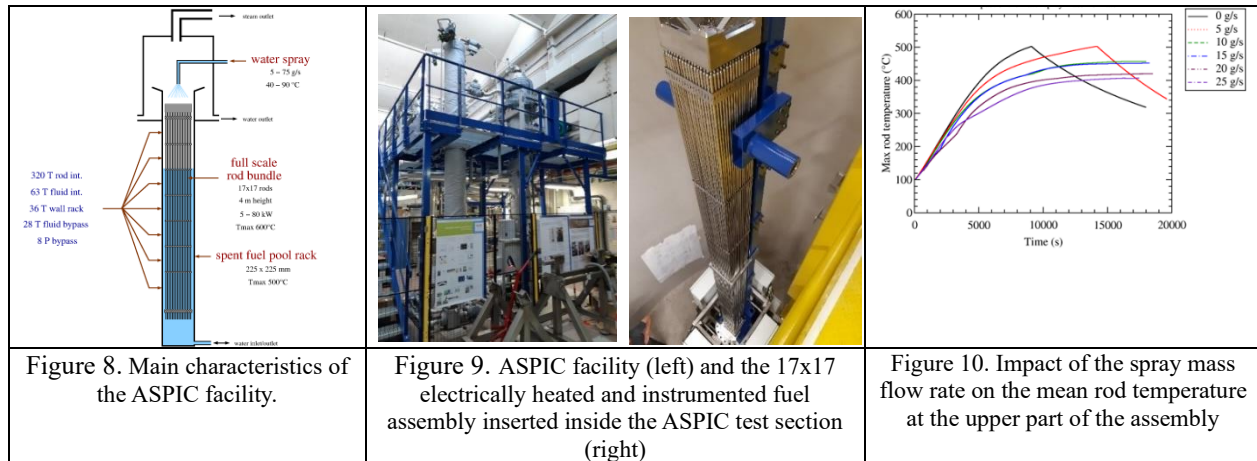 steam outlet
water spray
5 – 75 g/s
40 – 90 °C
water outlet
full scale
rod bundle
320 T rod int.
63 T fluid int.
36 T wall rack
28 T fluid bypass
8 P bypass
17x17 rods
4 m height
5 – 80 kW
Tmax 600°C
spent fuel pool rack
225 x 225 mm
Tmax 500°C
water inlet/outlet
Figure 8. Main characteristics of
the ASPIC facility.
Figure 9. ASPIC facility (left) and the 17x17
electrically heated and instrumented fuel
assembly inserted inside the ASPIC test section
(right)
600
500
400
300
200
100
0
Max rod temperature (°C)
0
5000
10000
15000
20000
Time (s)
0 g/s
5 g/s
10 g/s
15 g/s
20 g/s
25 g/s
Figure 10. Impact of the spray mass
flow rate on the mean rod temperature
at the upper part of the assembly